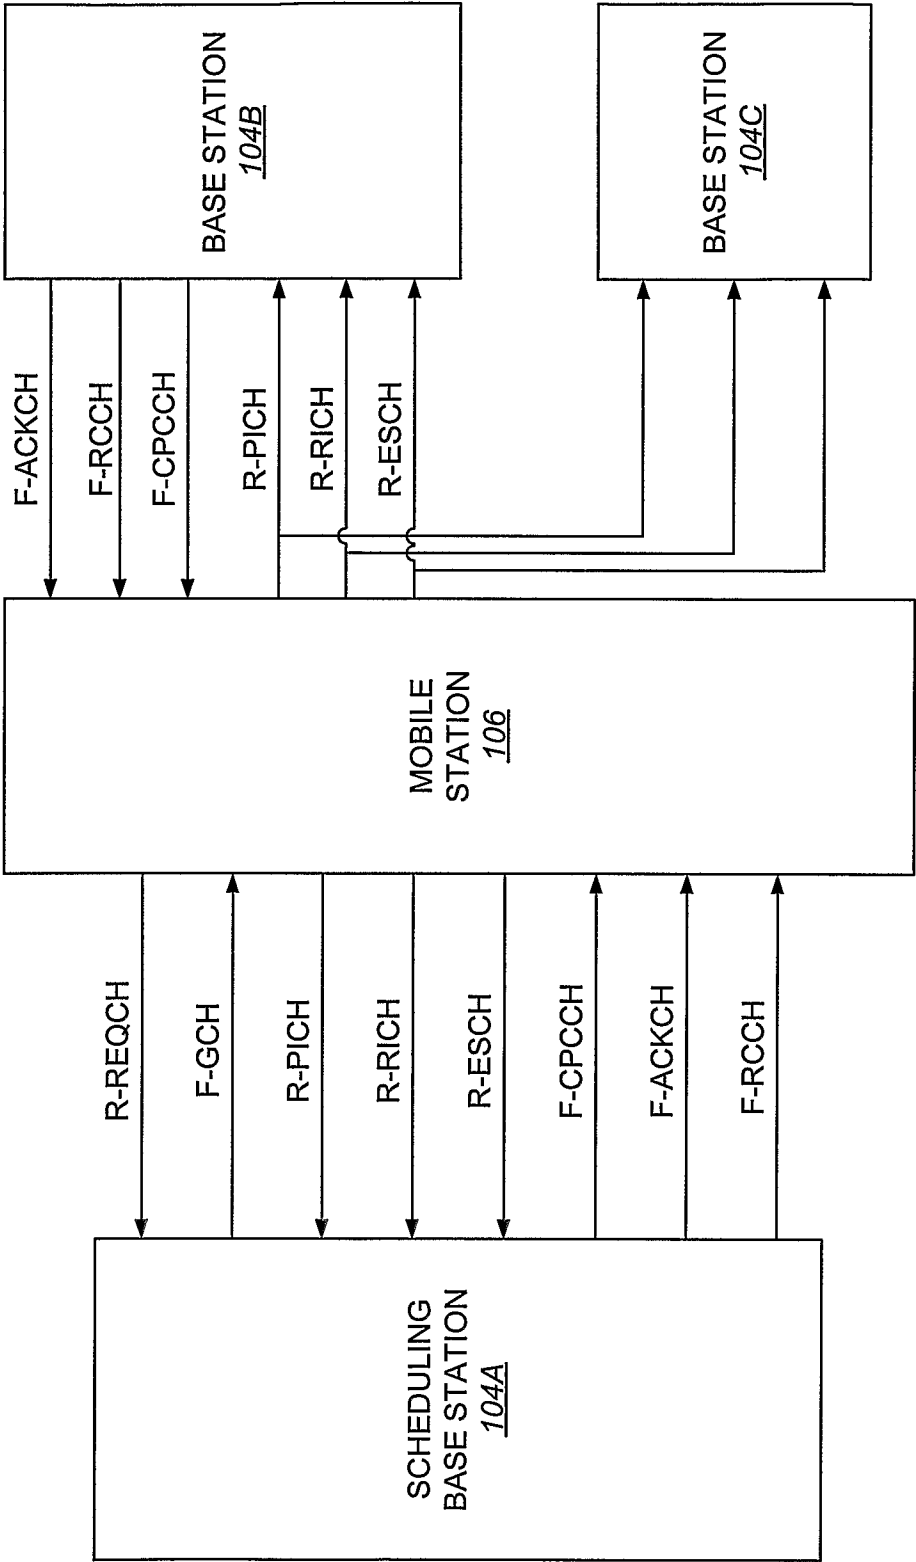 SCHEDULING
BASE STATION
104A
R-REQCH
F-GCH
R-PICH
R-RICH
R-ESCH
F-CPCCH
F-ACKCH
F-RCCH
MOBILE
STATION
106
F-ACKCH
F-RCCH
F-CPCCH
R-PICH
R-RICH
R-ESCH
BASE STATION
104B
BASE STATION
104C